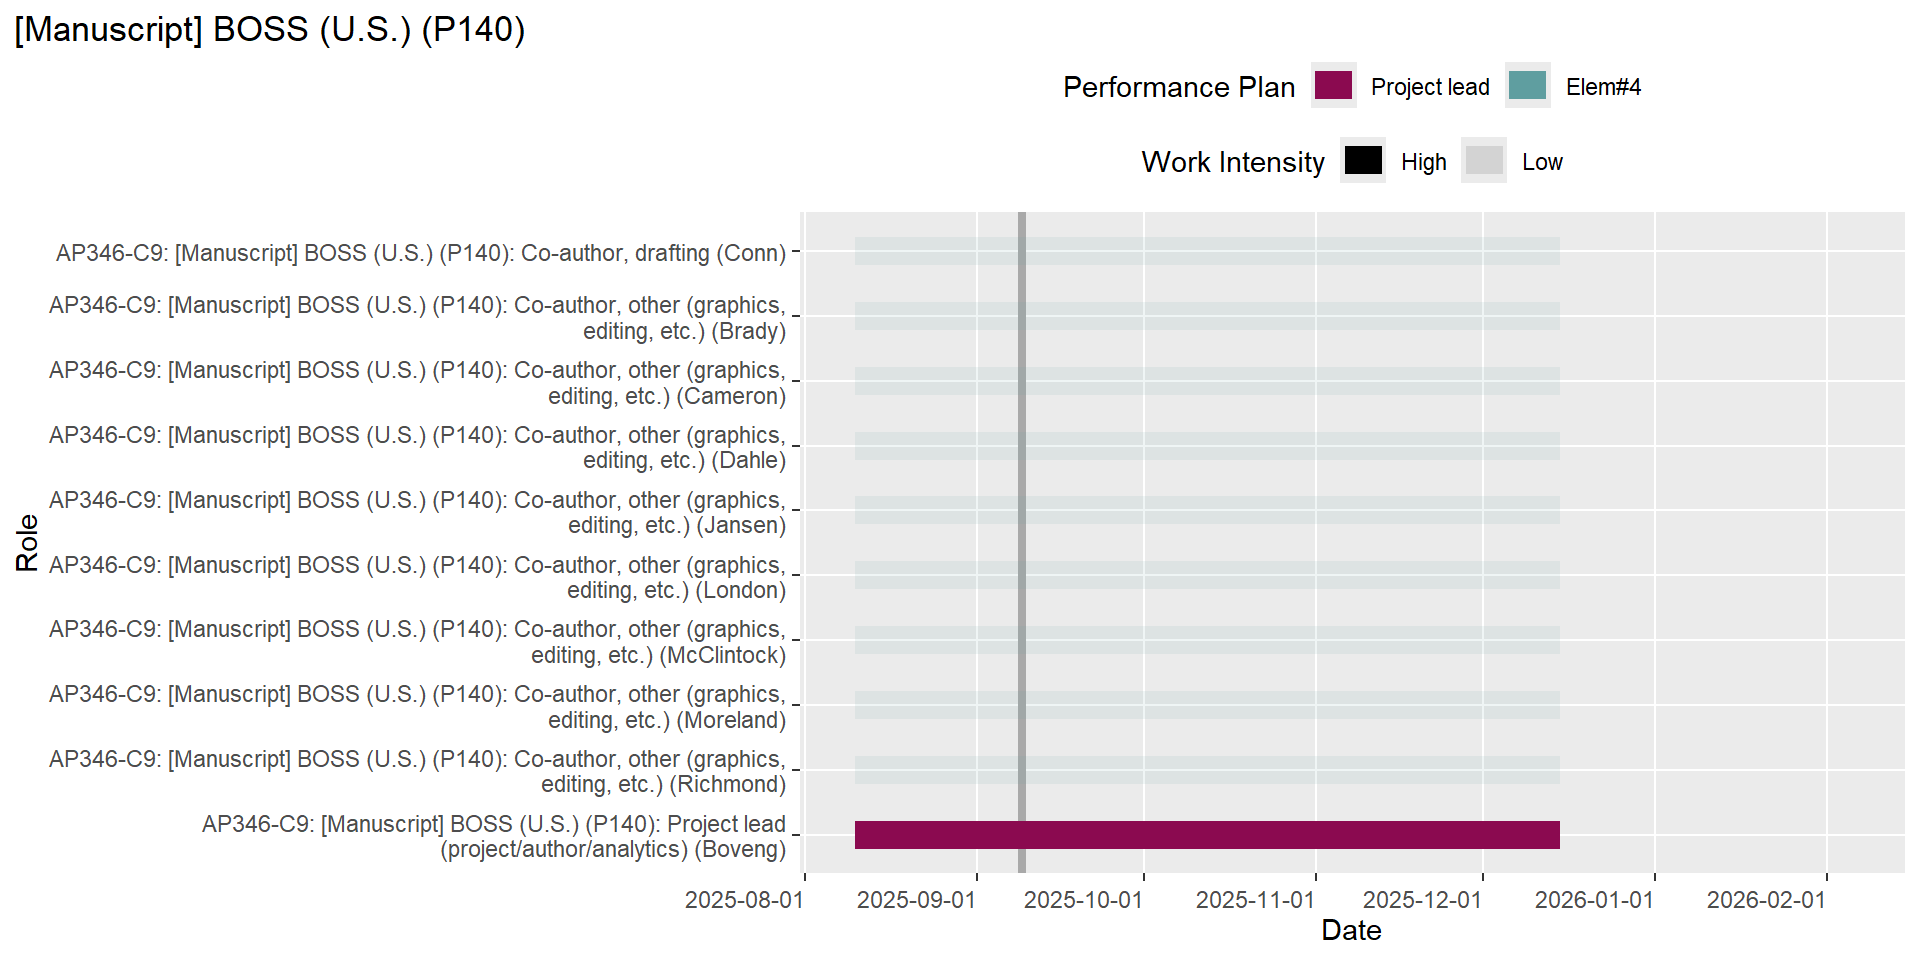 [Manuscript] BOSS (U.S.) (P140)
Performance Plan Project lead Elem#4
Work Intensity High Low
AP346-C9: [Manuscript] BOSS (U.S.) (P140): Co-author, drafting (Conn)
AP346-C9: [Manuscript] BOSS (U.S.) (P140): Co-author, other (graphics,
editing, etc.) (Brady)
AP346-C9: [Manuscript] BOSS (U.S.) (P140): Co-author, other (graphics,
editing, etc.) (Cameron)
AP346-C9: [Manuscript] BOSS (U.S.) (P140): Co-author, other (graphics,
editing, etc.) (Dahle)
AP346-C9: [Manuscript] BOSS (U.S.) (P140): Co-author, other (graphics,
editing, etc.) (Jansen)
AP346-C9: [Manuscript] BOSS (U.S.) (P140): Co-author, other (graphics,
editing, etc.) (London)
AP346-C9: [Manuscript] BOSS (U.S.) (P140): Co-author, other (graphics,
editing, etc.) (McClintock)
AP346-C9: [Manuscript] BOSS (U.S.) (P140): Co-author, other (graphics,
editing, etc.) (Moreland)
AP346-C9: [Manuscript] BOSS (U.S.) (P140): Co-author, other (graphics,
editing, etc.) (Richmond)
AP346-C9: [Manuscript] BOSS (U.S.) (P140): Project lead
(project/author/analytics) (Boveng)
Role
2025-08-01 2025-09-01 2025-10-01 2025-11-01 2025-12-01 2026-01-01 2026-02-01
Date